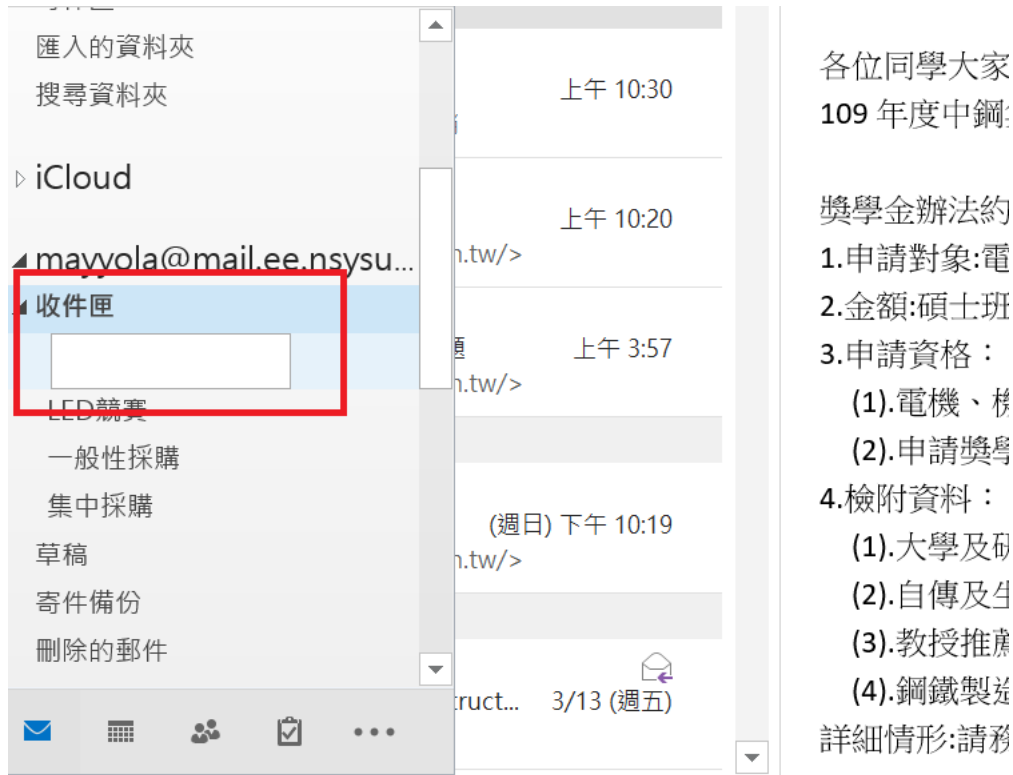 匯入的資料夾
搜尋資料夾
iCloud
mayyola@mail.ee.nsysu...
收件匣
LED競賽
一般性採購
集中採購
草稿
寄件備份
刪除的郵件
上午 10:30
上午 10:20
n.tw/>
上午 3:57
n.tw/>
(週日) 下午 10:19
n.tw/>
truct... 3/13 (週五)
各位同學大家
109 年度中鋼
獎學金辦法約
1.申請對象:電
2.金額:碩士班
3.申請資格：
(1).電機、機
(2).申請獎學
4.檢附資料：
(1).大學及研
(2).自傳及生
(3).教授推薦
(4).鋼鐵製造
詳細情形:請務